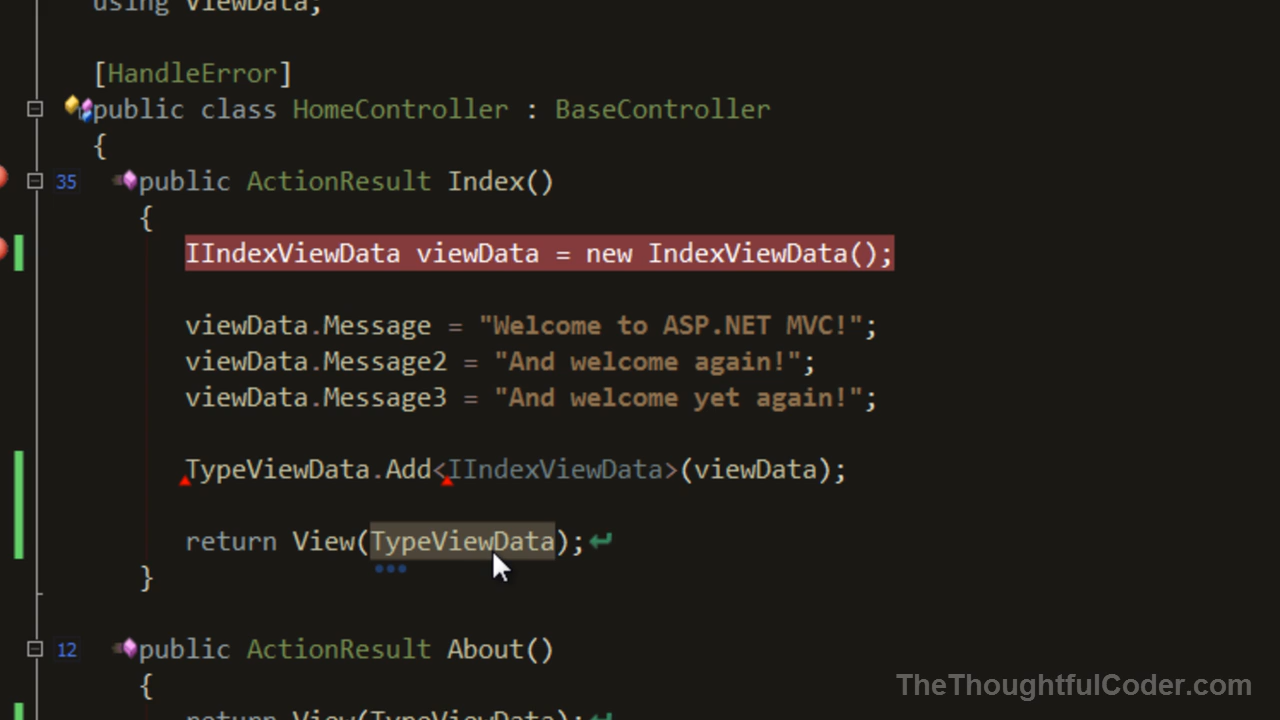 using ViewData;
[HandleError]
public class HomeController : BaseController
{
35 public ActionResult Index()
{
IIndexViewData viewData = new IndexViewData();
viewData.Message = "Welcome to ASP.NET MVC!";
viewData.Message2 = "And welcome again!";
viewData.Message3 = "And welcome yet again!";
TypeViewData.Add<IIndexViewData>(viewData);
return View(TypeViewData);
}
12 public ActionResult About()
{
return View(TypeViewData);
TheThoughtfulCoder.com